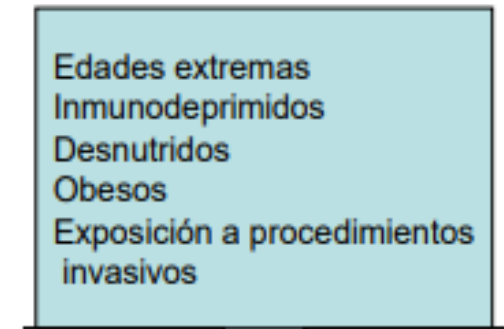 Edades extremas
Inmunodeprimidos
Desnutridos
Obesos
Exposición a procedimientos
invasivos